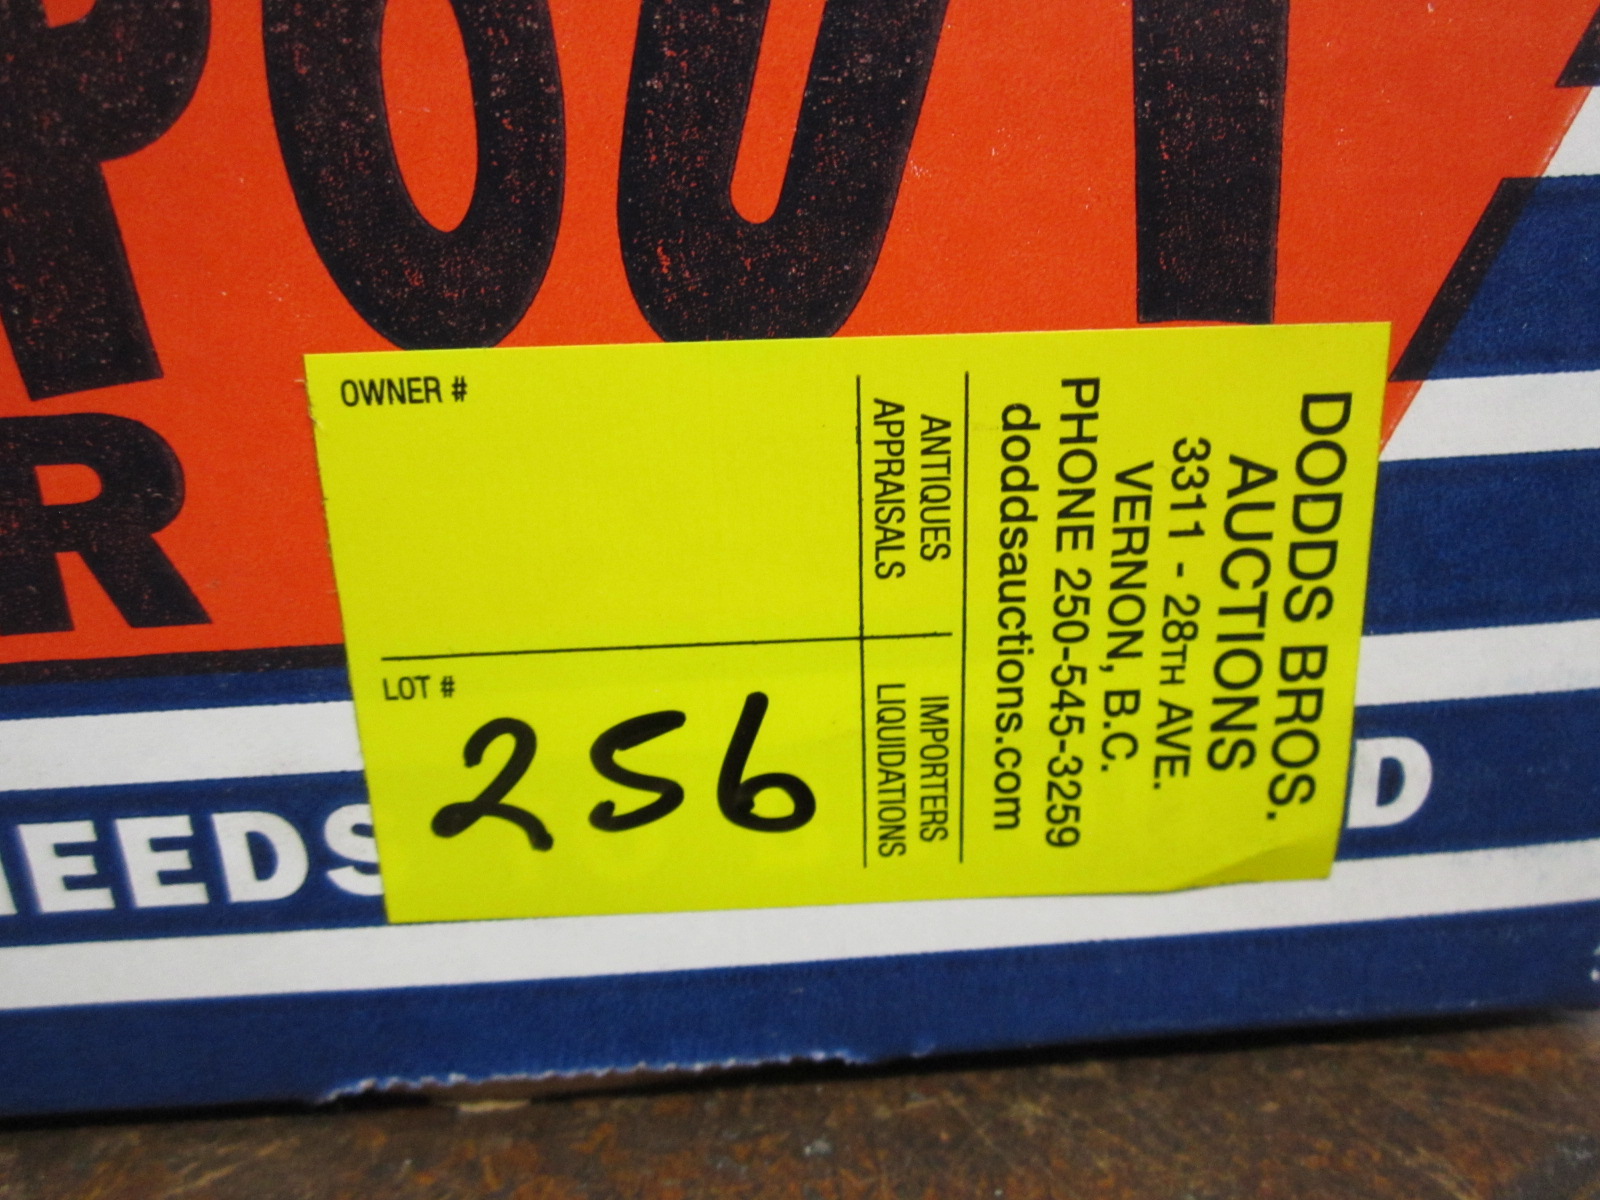 R
EEDS
D
OWNER #
LOT #
256
DODDS BROS.
AUCTIONS
3311 - 28TH AVE.
VERNON, B.C.
PHONE 250-545-3259
doddsauctions.com
ANTIQUES
APPRAISALS
IMPORTERS
LIQUIDATIONS